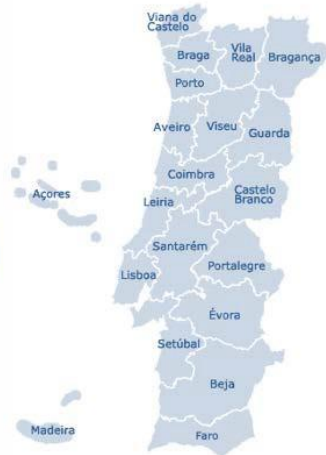 Viana do
Castelo
Braga
Vila
Real
Bragança
Porto
Aveiro
Viseu
Guarda
Coimbra
Açores
Castelo
Branco
Leiria
Santarém
Lisboa
Portalegre
Évora
Setúbal
Beja
Madeira
Faro